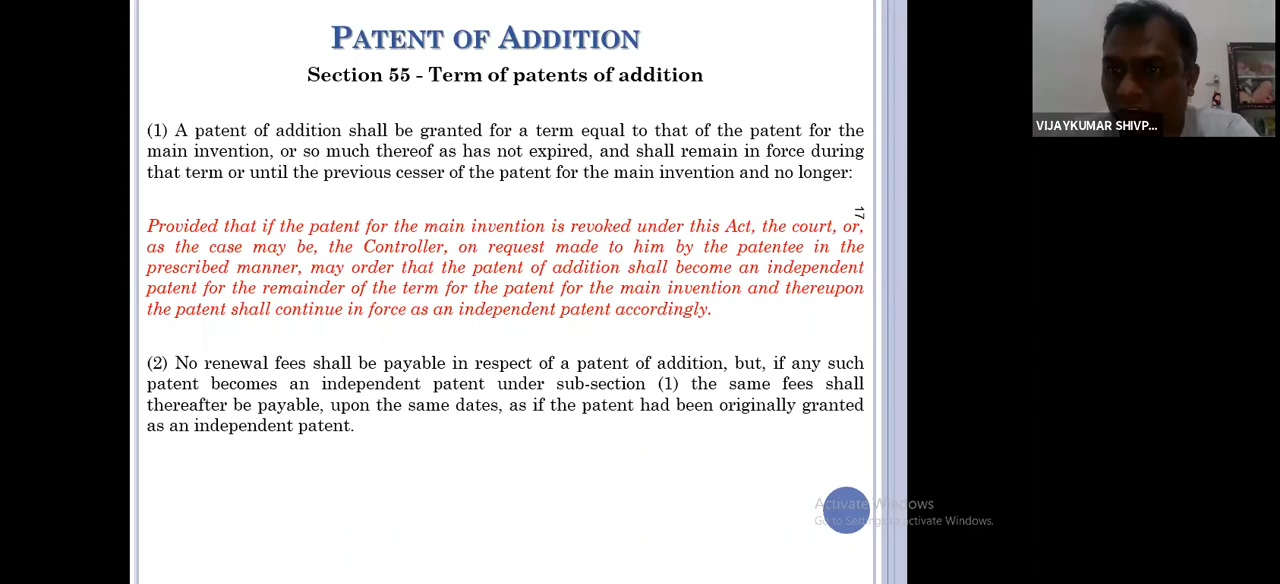 PATENT OF ADDITION
Section 55 - Term of patents of addition
(1) A patent of addition shall be granted for a term equal to that of the patent for the
main invention, or so much thereof as has not expired, and shall remain in force during
that term or until the previous cesser of the patent for the main invention and no longer:
17
Provided that if the patent for the main invention is revoked under this Act, the court, or,
as the case may be, the Controller, on request made to him by the patentee in the
prescribed manner, may order that the patent of addition shall become an independent
patent for the remainder of the term for the patent for the main invention and thereupon
the patent shall continue in force as an independent patent accordingly.
(2) No renewal fees shall be payable in respect of a patent of addition, but, if any such
patent becomes an independent patent under sub-section (1) the same fees shall
thereafter be payable, upon the same dates, as if the patent had been originally granted
as an independent patent.
VIJAYKUMAR SHIVP...
Activate Windows
Go to Settings to activate Windows.